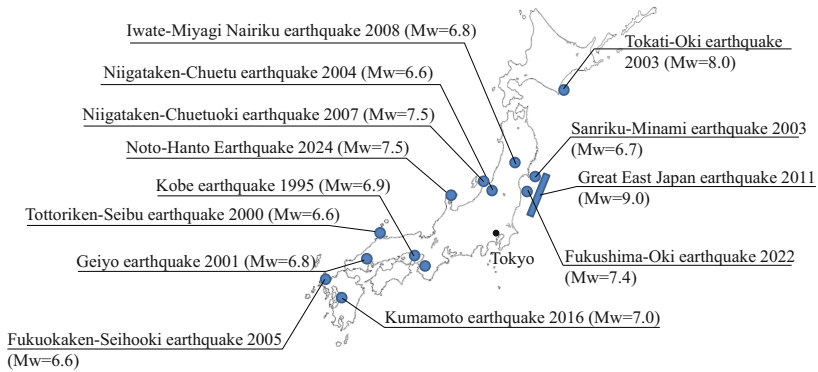 Iwate-Miyagi Nairiku earthquake 2008 (Mw=6.8)
Tokati-Oki earthquake
2003 (Mw=8.0)
Niigataken-Chuetu earthquake 2004 (Mw=6.6)
Niigataken-Chuetuoki earthquake 2007 (Mw=7.5)
Sanriku-Minami earthquake 2003
(Mw=6.7)
Noto-Hanto Earthquake 2024 (Mw=7.5)
Great East Japan earthquake 2011
(Mw=9.0)
Kobe earthquake 1995 (Mw=6.9)
Tottoriken-Seibu earthquake 2000 (Mw=6.6)
Tokyo
Fukushima-Oki earthquake 2022
(Mw=7.4)
Geiyo earthquake 2001 (Mw=6.8)
Kumamoto earthquake 2016 (Mw=7.0)
Fukuokaken-Seihooki earthquake 2005
(Mw=6.6)